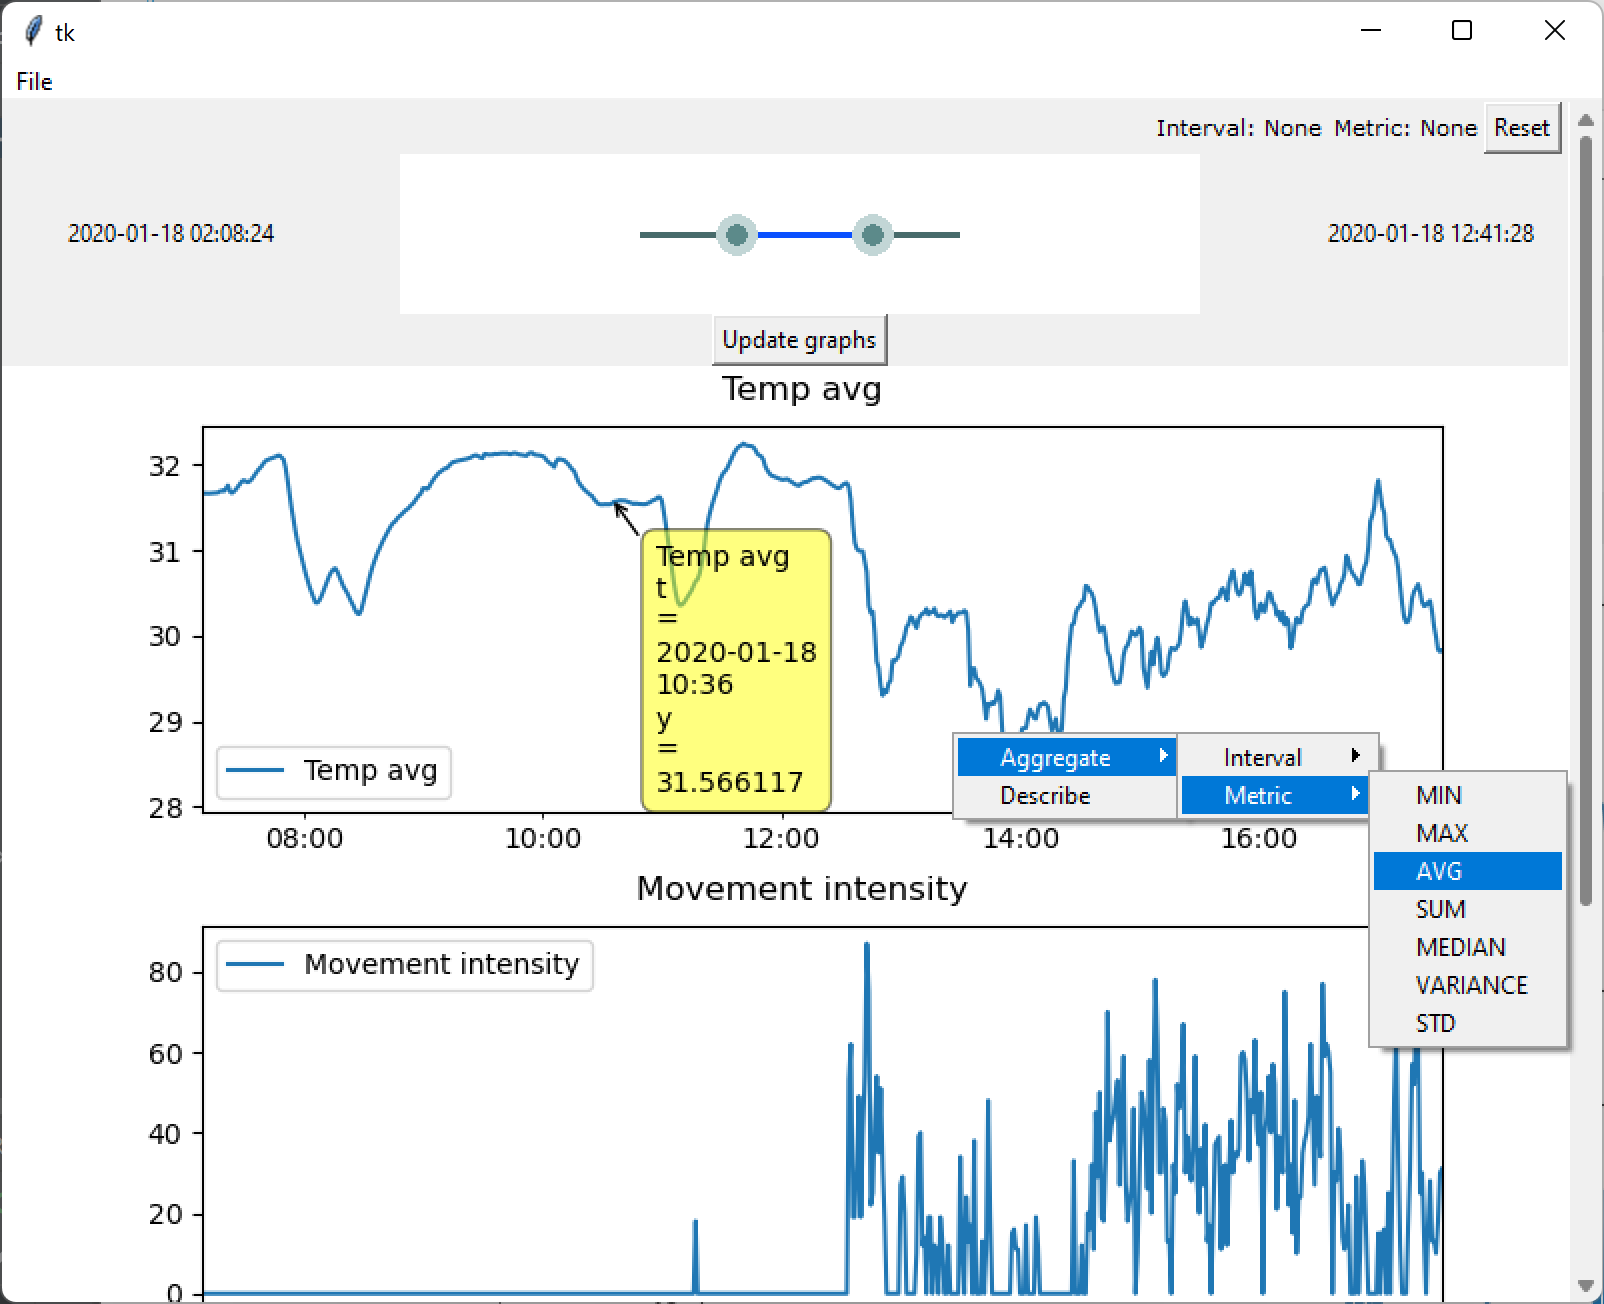 tk
File
Interval: None Metric: None Reset
2020-01-18 02:08:24
2020-01-18 12:41:28
Update graphs
Temp avg
32
31
30
29
28
Temp avg
t
=
2020-01-18
10:36
y
=
31.566117
Temp avg
08:00 10:00 12:00 14:00 16:00
Aggregate
Describe
Interval
Metric
MIN
MAX
AVG
SUM
MEDIAN
VARIANCE
STD
Movement intensity
Movement intensity
80
60
40
20
0